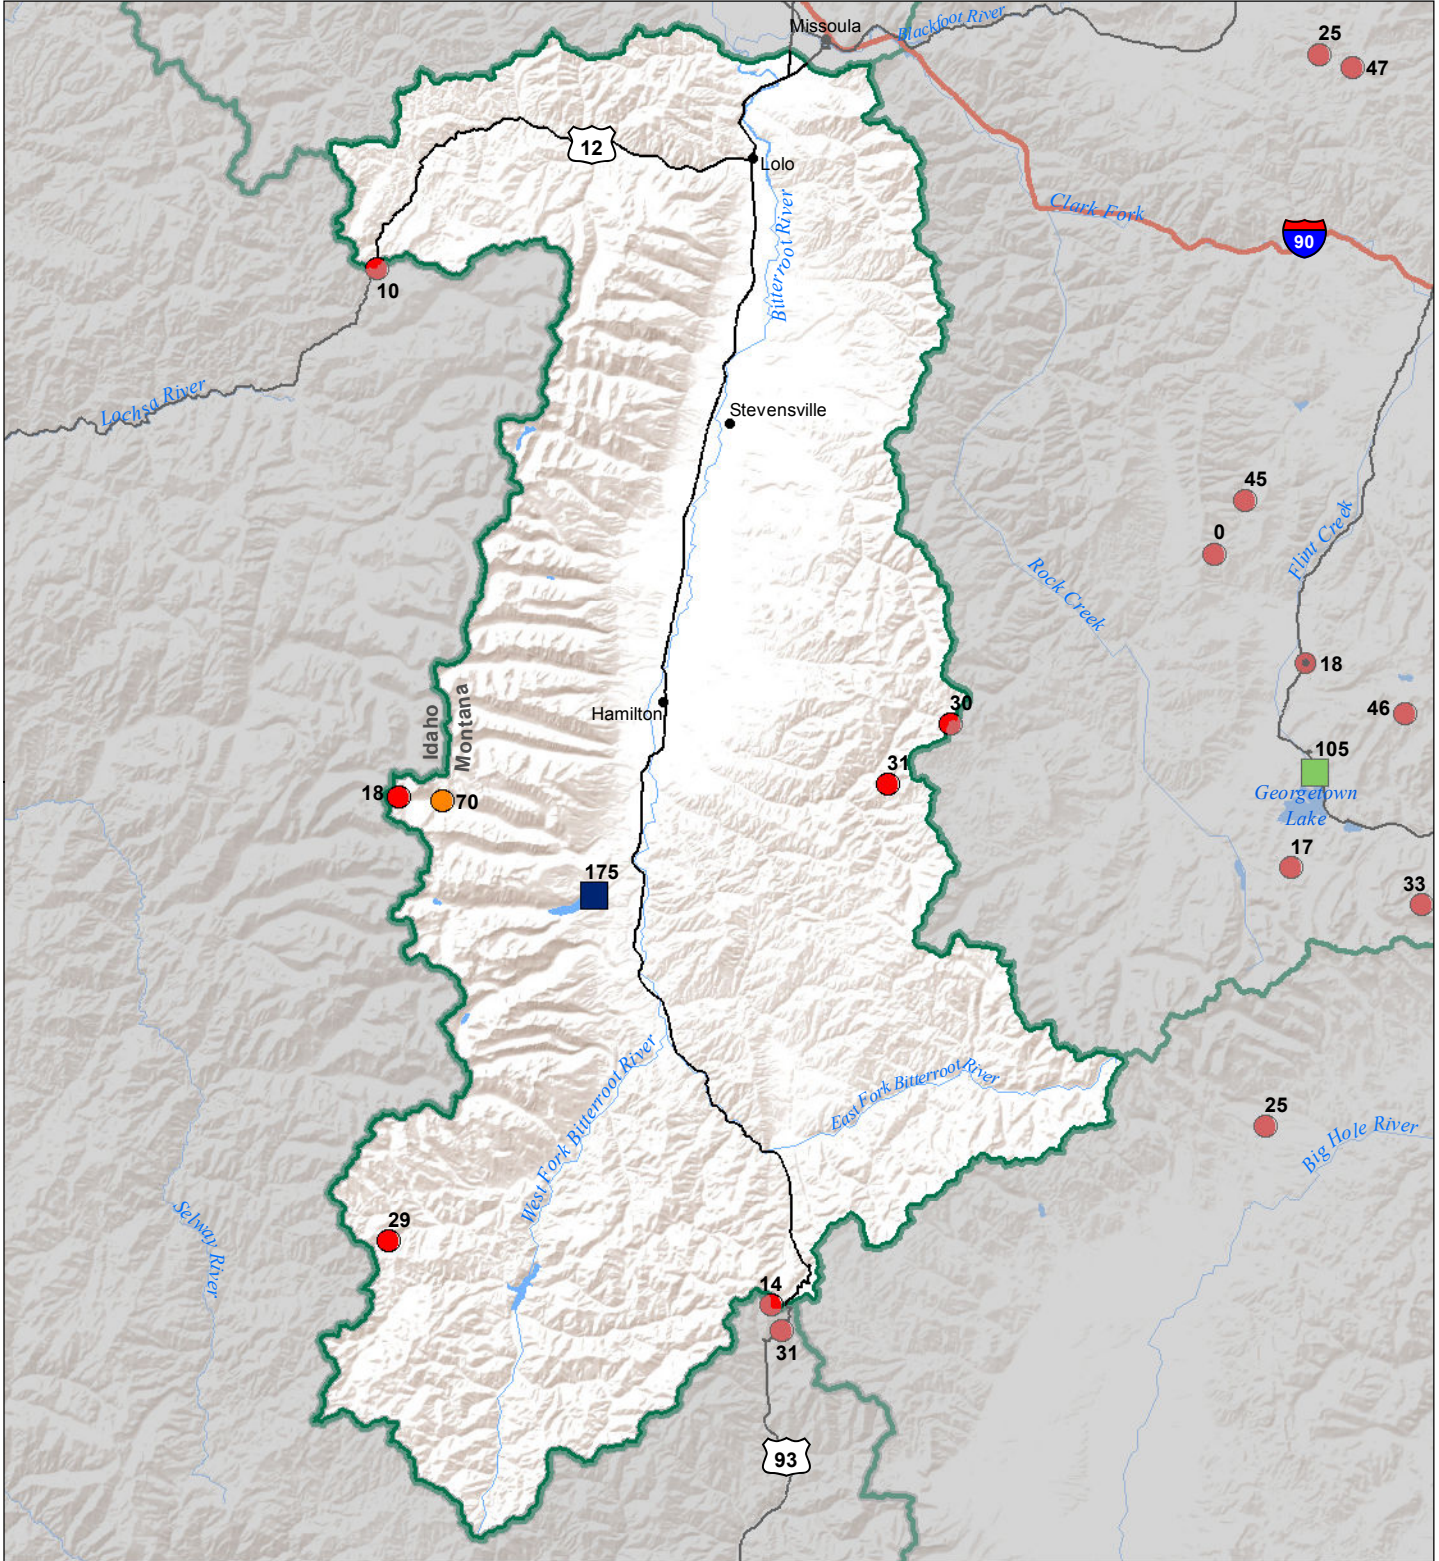 Missoula
Blackfoot River
25
47
12
Lolo
Bitterroot River
Clark Fork
90
10
Lochsa River
Stevensville
45
0
Flint Creek
Rock Creek
18
Idaho
Montana
Hamilton
30
46
31
105
18
70
Georgetown
Lake
17
175
33
West Fork Bitterroot River
East Fork Bitterroot River
25
Big Hole River
Selway River
29
14
31
93